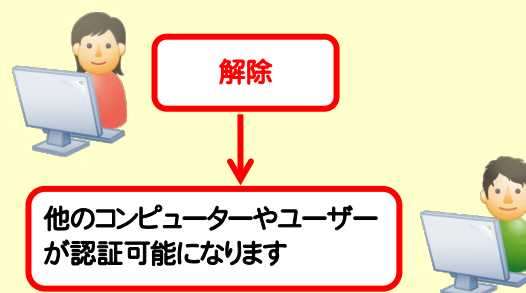 解除
他のコンピューターやユーザー
が認証可能になります